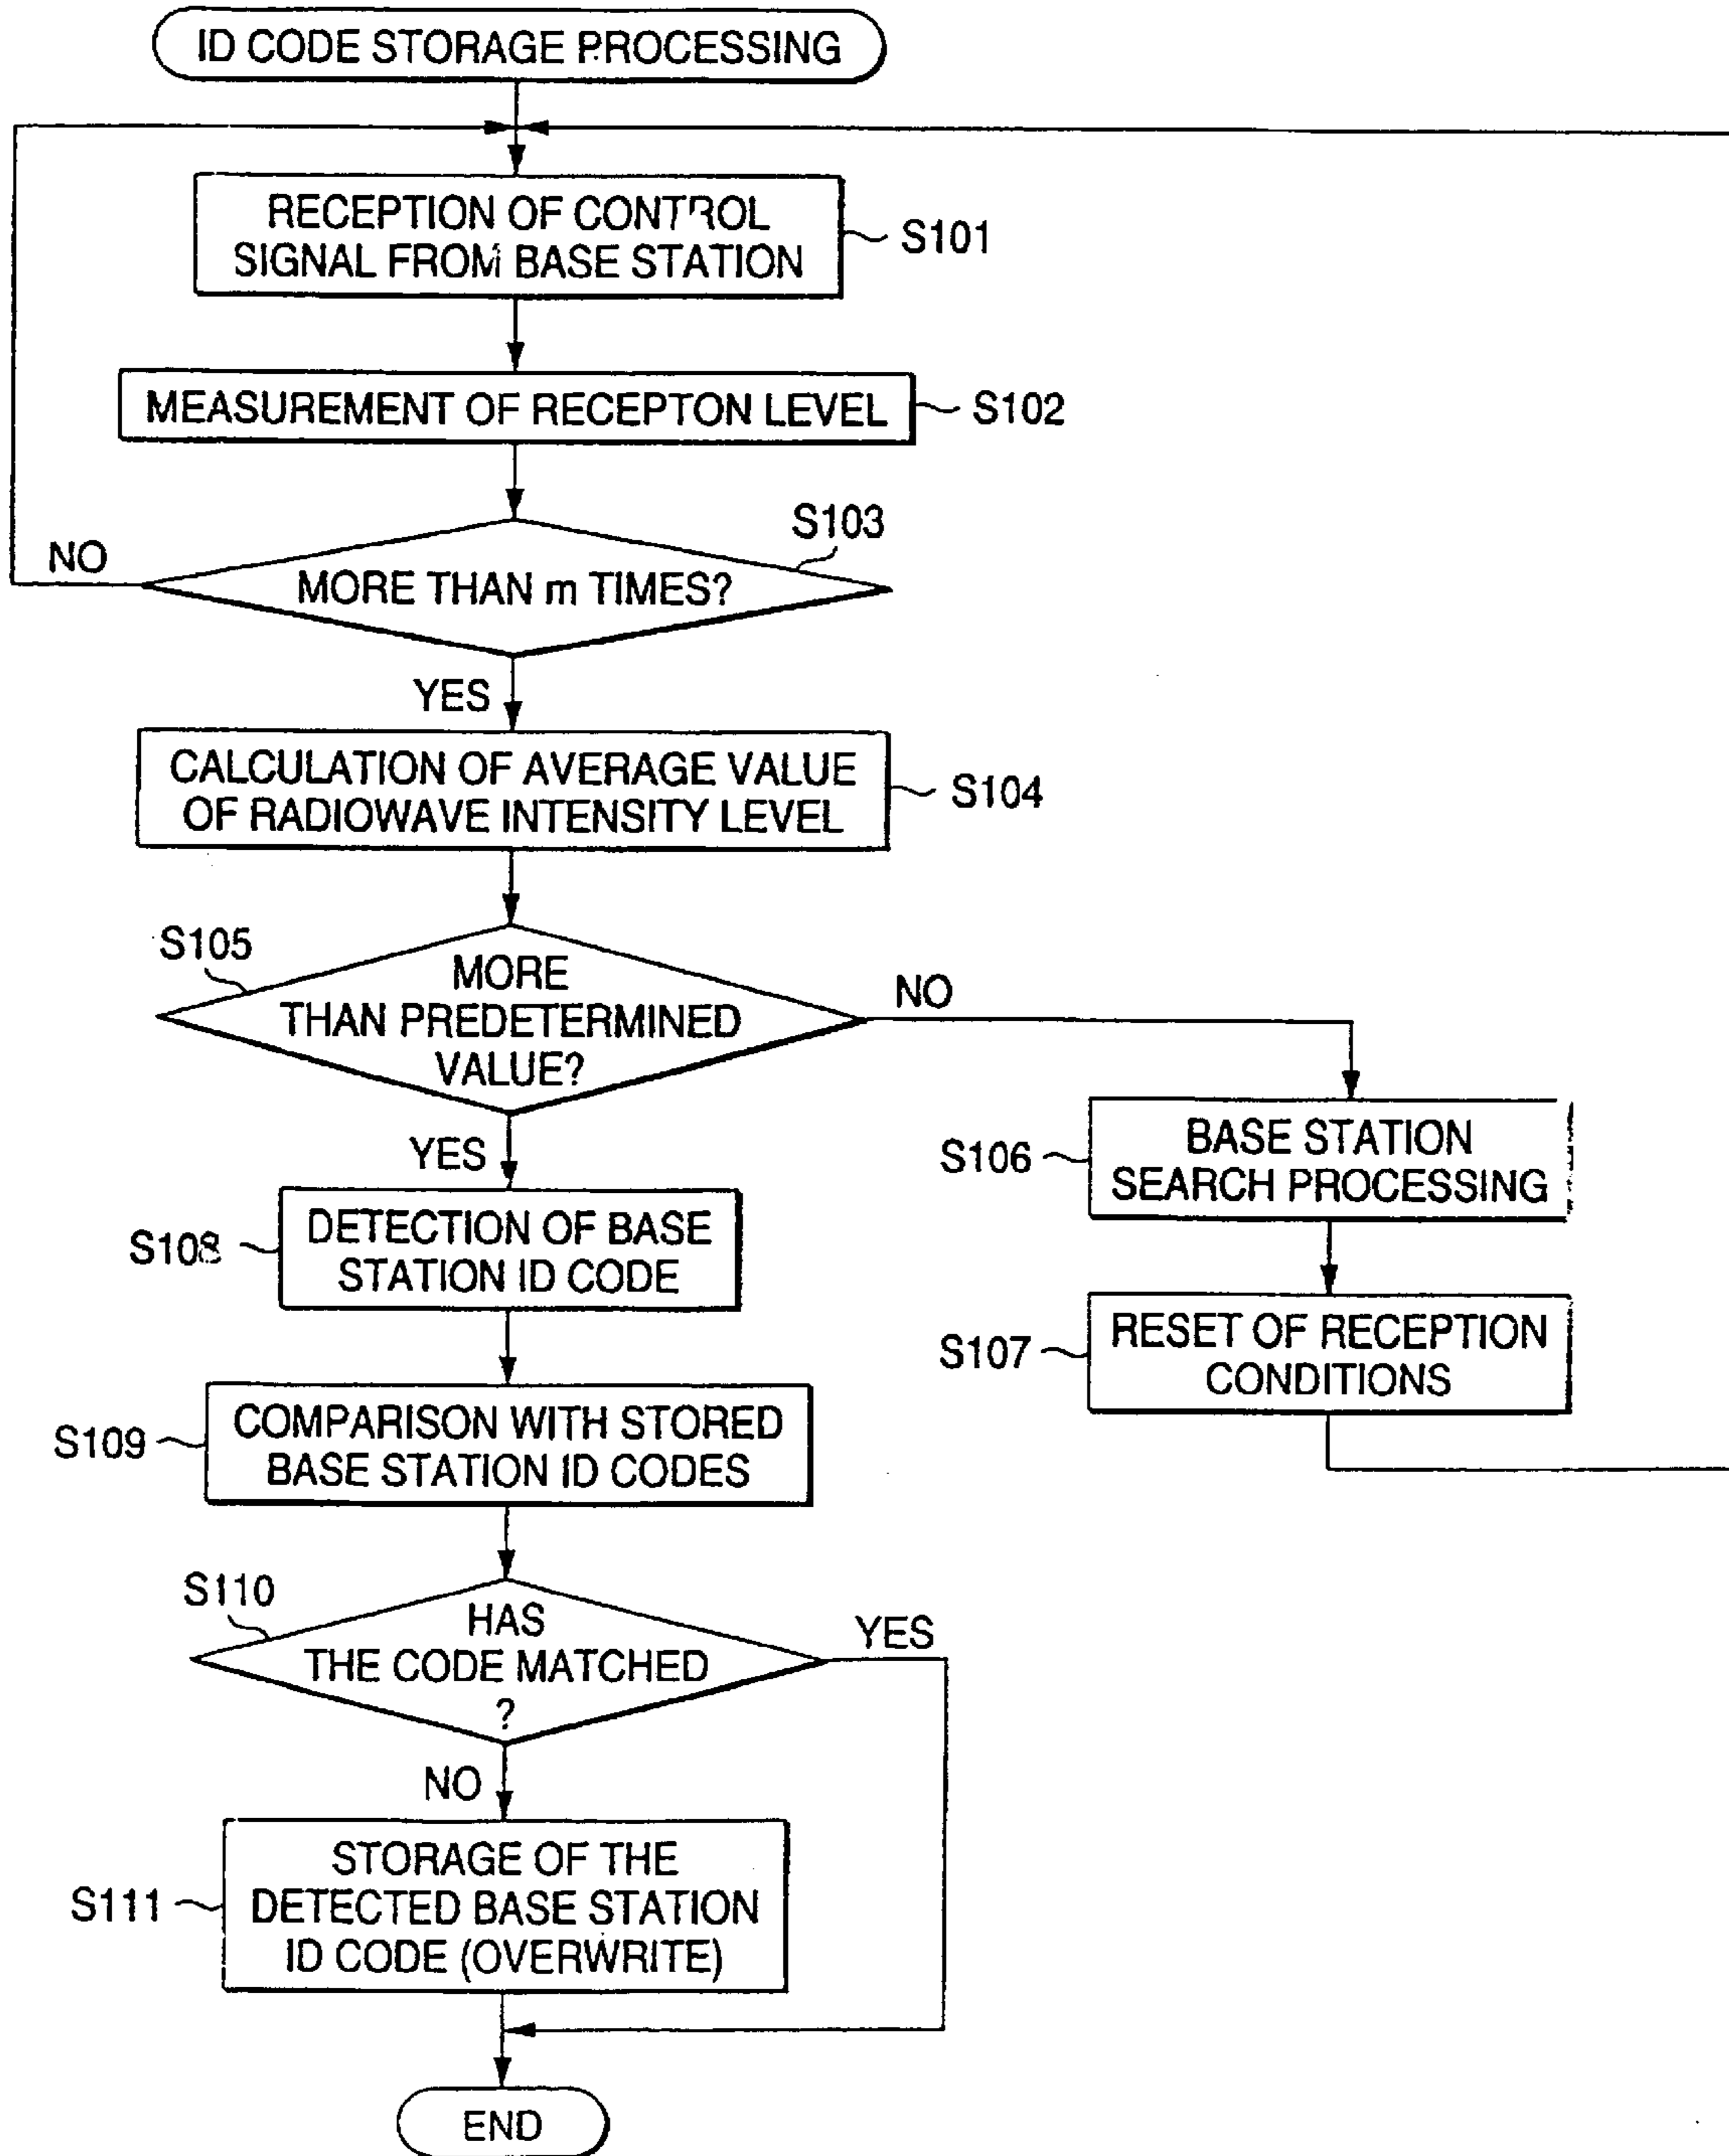 ID CODE STORAGE PROCESSING
RECEPTION OF CONTROL
SIGNAL FROM BASE STATION
S101
MEASUREMENT OF RECEPTON LEVEL
S102
S103
NO
MORE THAN m TIMES?
YES
CALCULATION OF AVERAGE VALUE
OF RADIOWAVE INTENSITY LEVEL
S104
S105
MORE
THAN PREDETERMINED
VALUE?
NO
YES
S106
BASE STATION
SEARCH PROCESSING
S108
DETECTION OF BASE
STATION ID CODE
S107
RESET OF RECEPTION
CONDITIONS
S109
COMPARISON WITH STORED
BASE STATION ID CODES
S110
HAS
THE CODE MATCHED
?
YES
NO
S111
STORAGE OF THE
DETECTED BASE STATION
ID CODE (OVERWRITE)
END